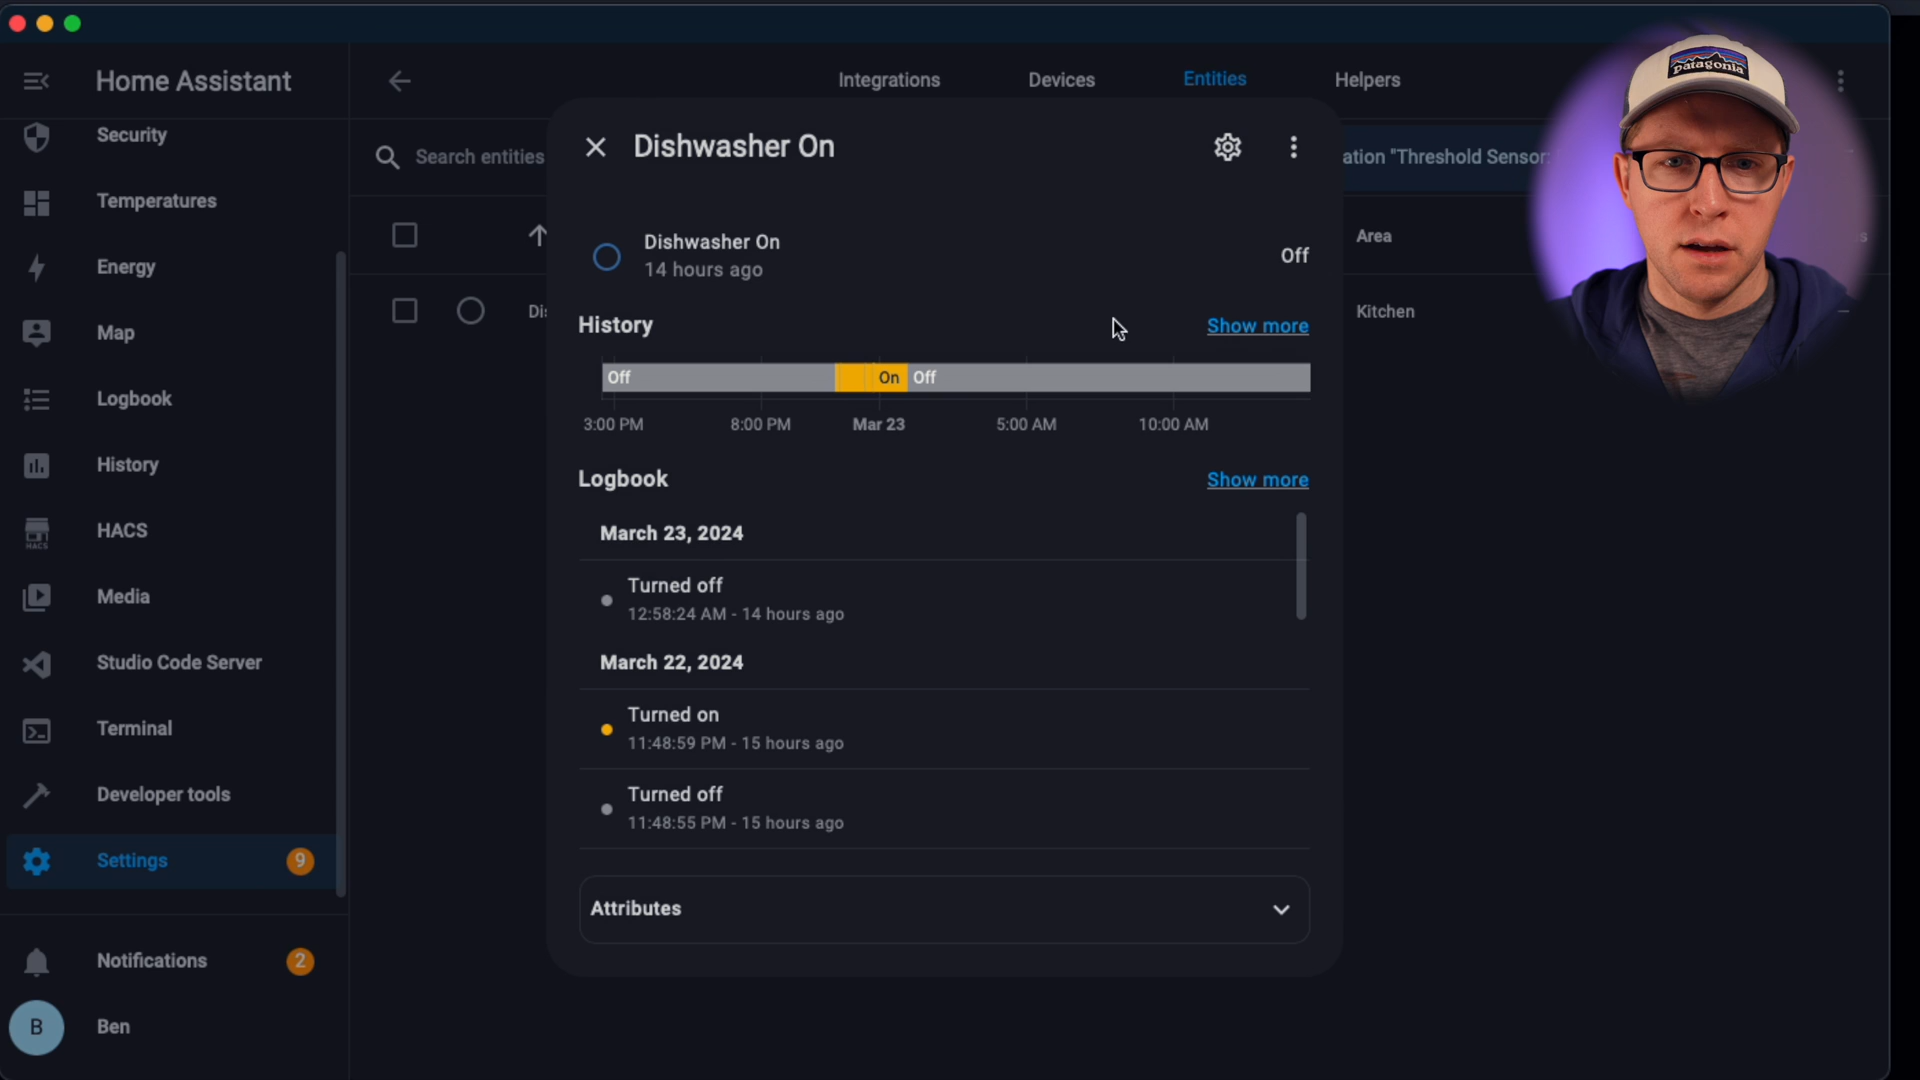 Home Assistant
Security
Temperatures
Energy
Map
Logbook
History
HACS
HACS
Media
Studio Code Server
Terminal
Developer tools
Settings
9
Notifications
2
B
Ben
Integrations
Devices
Entities
Helpers
Search entities
ation "Threshold Sensor:
Area
Kitchen
Dishwasher On
Dishwasher On
14 hours ago
Off
History
Show more
Off
On
Off
3:00 PM
8:00 PM
Mar 23
5:00 AM
10:00 AM
Logbook
Show more
March 23, 2024
Turned off
12:58:24 AM - 14 hours ago
March 22, 2024
Turned on
11:48:59 PM - 15 hours ago
Turned off
11:48:55 PM - 15 hours ago
Attributes
patagonia